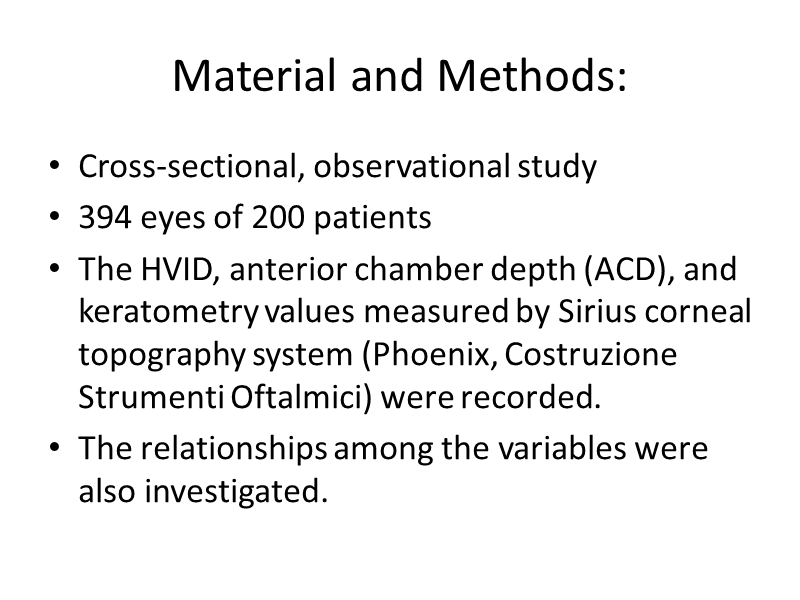 Material and Methods:
• Cross-sectional, observational study
• 394 eyes of 200 patients
• The HVID, anterior chamber depth (ACD), and
keratometry values measured by Sirius corneal
topography system (Phoenix, Costruzione
Strumenti Oftalmici) were recorded.
• The relationships among the variables were
also investigated.